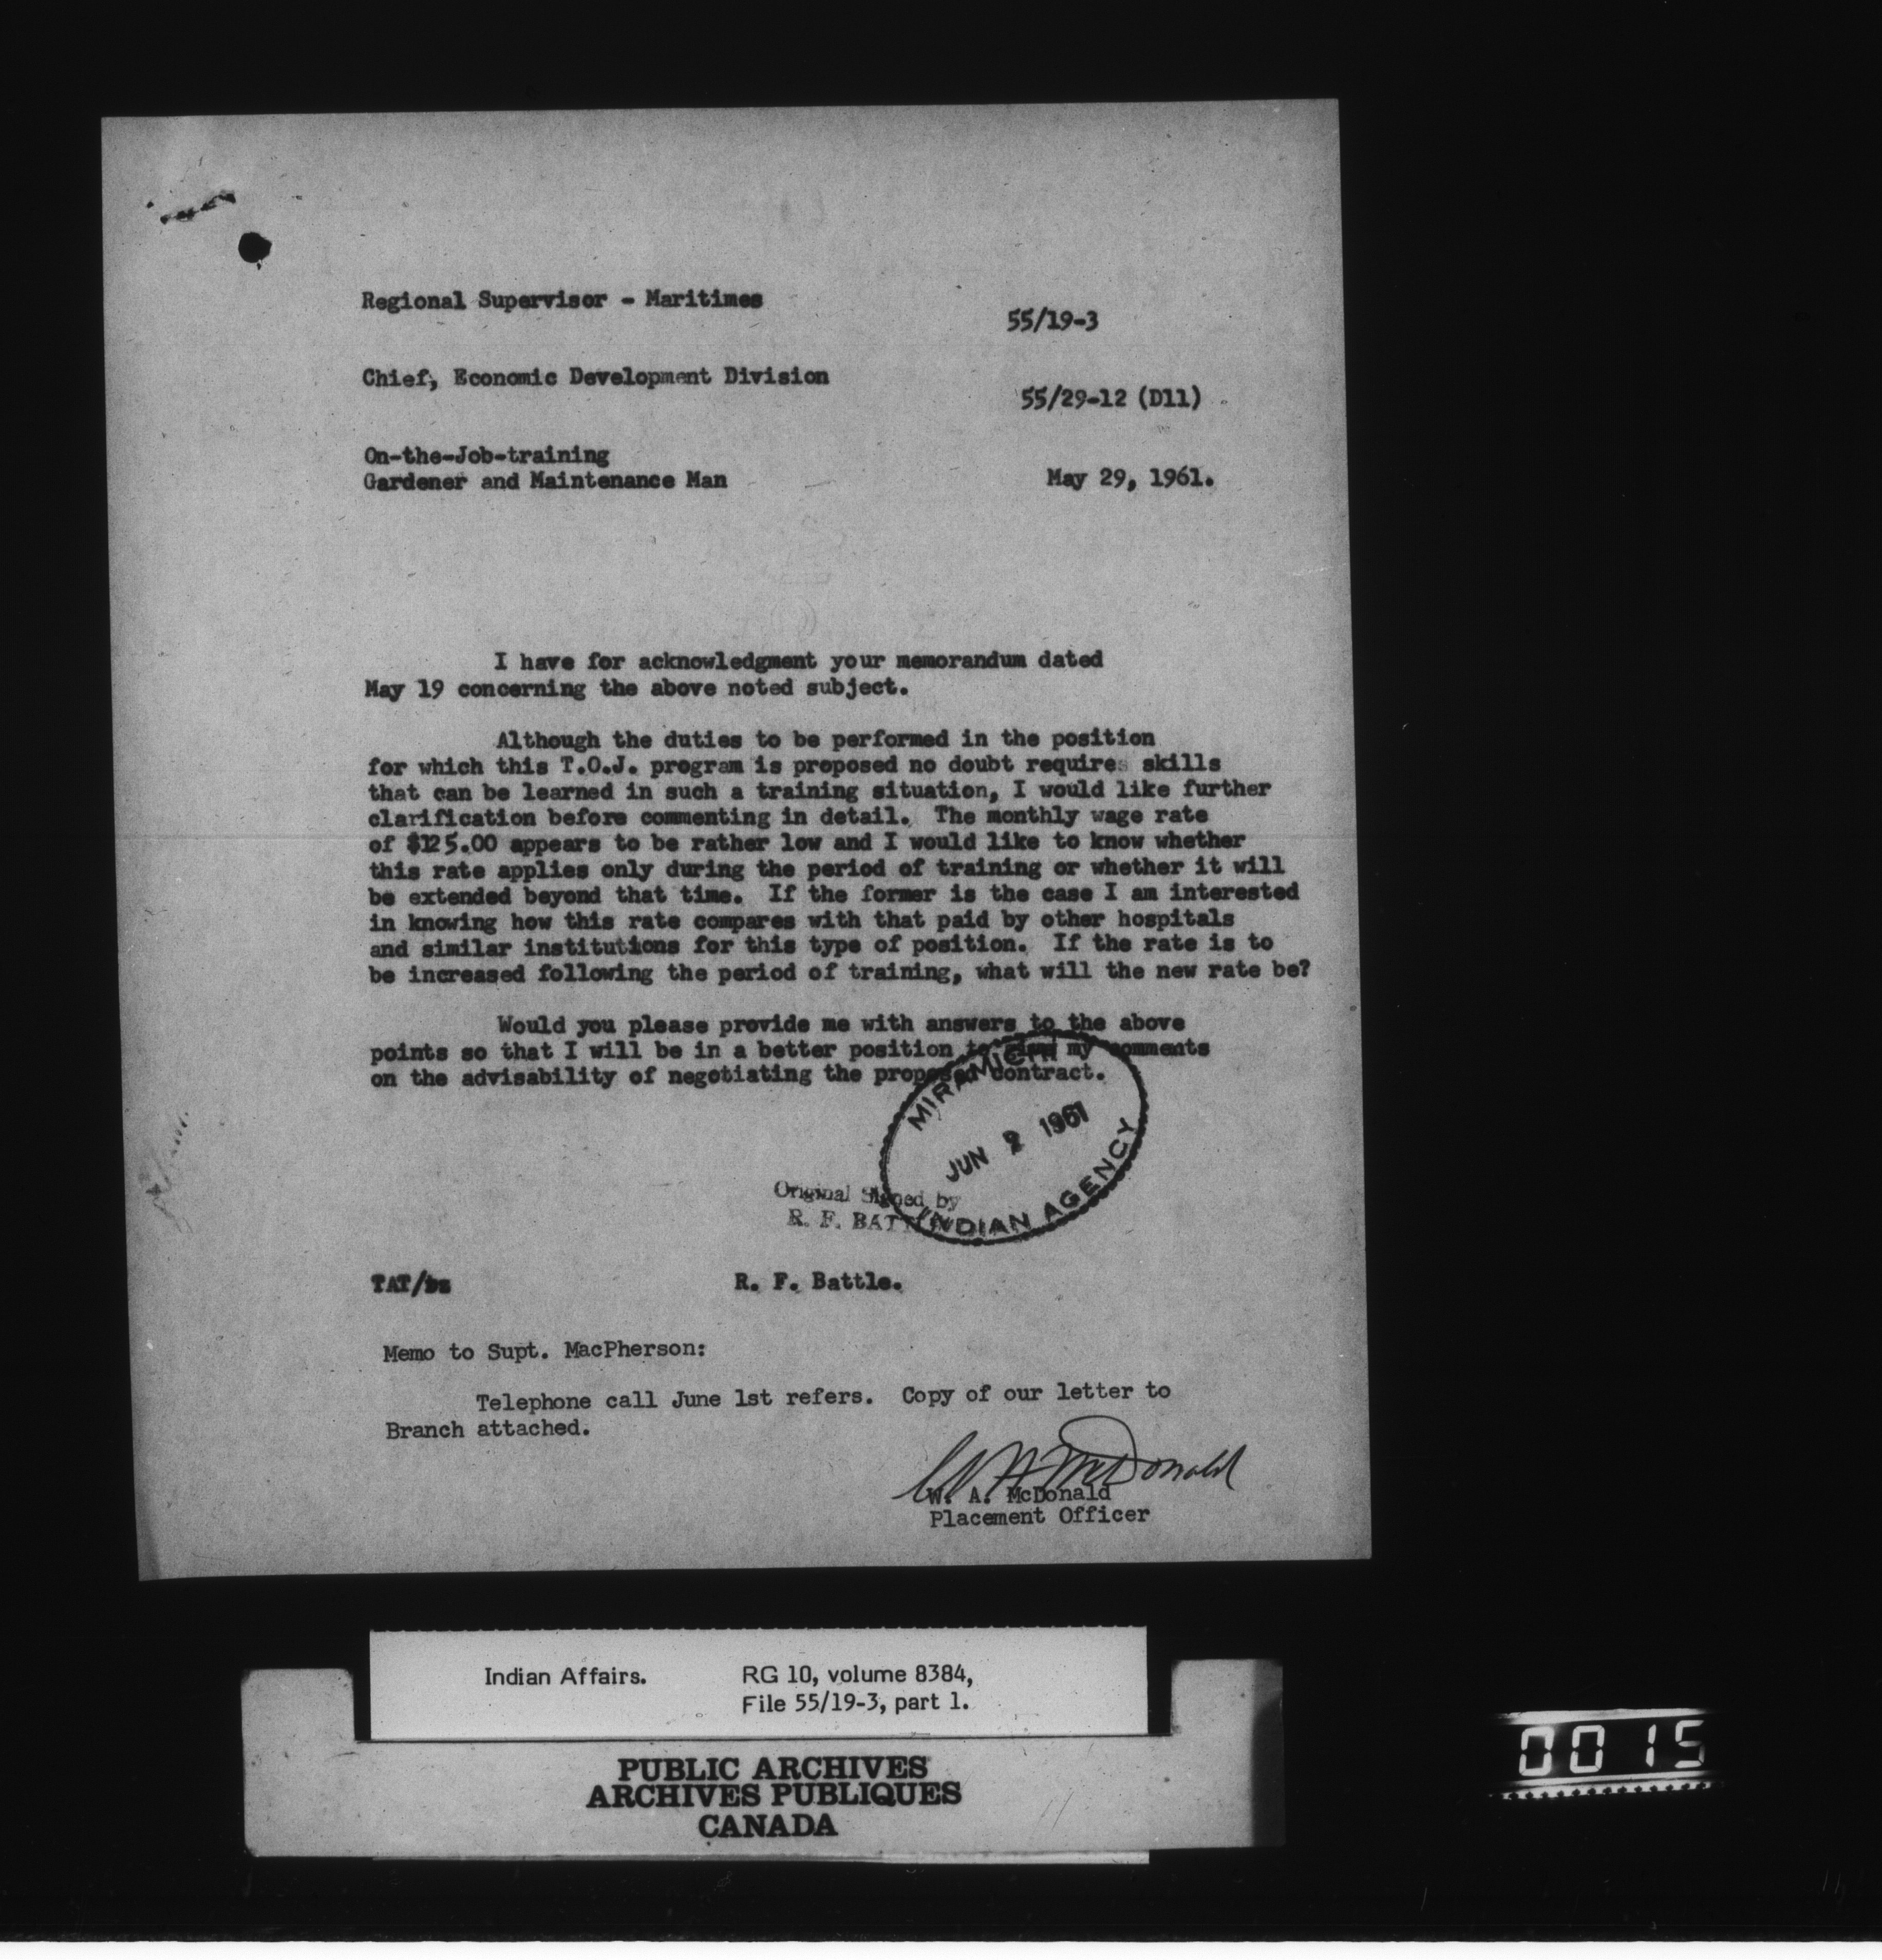 Regional Supervisor - Maritimes
55/19-3
Chief, Economic Development Division
55/29-12 (D11)
On-the-Job-training
Gardener and Maintenance Man
May 29, 1961.
I have for acknowledgment your memorandum dated
May 19 concerning the above noted subject.
Although the duties to be performed in the position
for which this T.O.J. program is proposed no doubt requires skills
that can be learned in such a training situation, I would like further
clarification before commenting in detail. The monthly wage rate
of $125.00 appears to be rather low and I would like to know whether
this rate applies only during the period of training or whether it will
be extended beyond that time. If the former is the case I am interested
in knowing how this rate compares with that paid by other hospitals
and similar institutions for this type of position. If the rate is to
be increased following the period of training, what will the new rate be?
Would you please provide me with answers to the above
points so that I will be in a better position to my comments
on the advisability of negotiating the proposed contract.
MIRAMICHI
JUN 2 1961
INDIAN AGENCY
Original Signed by
R. F. BATTLE
TAT/
R. F. Battle.
Memo to Supt. MacPherson:
Telephone call June 1st refers. Copy of our letter to
Branch attached.
W A McDonald
W. A. McDonald
Placement Officer
Indian Affairs. RG 10, volume 8384,
File 55/19-3, part 1.
PUBLIC ARCHIVES
ARCHIVES PUBLIQUES
CANADA
0015